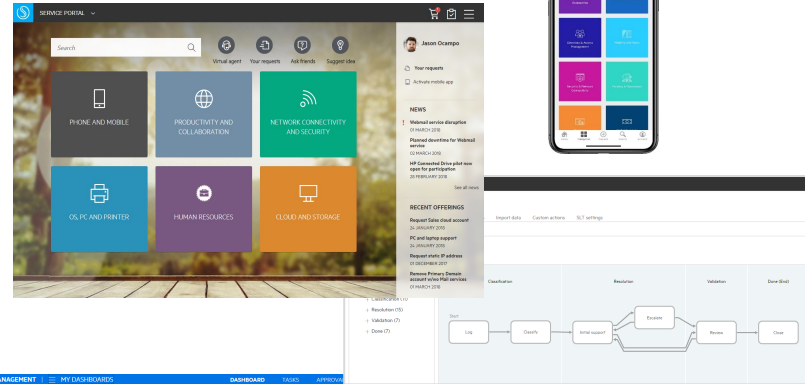 SERVICE PORTAL
Search
Virtual agent
Your requests
Ask friends
Suggest idea
PHONE AND MOBILE
PRODUCTIVITY AND
COLLABORATION
NETWORK CONNECTIVITY
AND SECURITY
OS, PC AND PRINTER
HUMAN RESOURCES
CLOUD AND STORAGE
Jason Ocampo
Your requests
Activate mobile app
NEWS
! Webmail service disruption
01 MARCH 2018
Planned downtime for Webmail
service
02 MARCH 2018
HP Connected Drive pilot now
open for participation
28 FEBRUARY 2018
See all news
RECENT OFFERINGS
Request Sales cloud account
24 JANUARY 2018
PC and laptop support
24 JANUARY 2018
Request static IP address
01 DECEMBER 2017
Remove Primary Domain
account w/no Mail services
01 MARCH 2018
Import data
Custom actions
SLT settings
Classification
Resolution
Validation
Done (End)
Resolution (15)
Validation (7)
Done (7)
Start
Log
Classify
Initial support
Escalate
Review
Close
ANAGEMENT
MY DASHBOARDS
DASHBOARD
TASKS
APPROVA